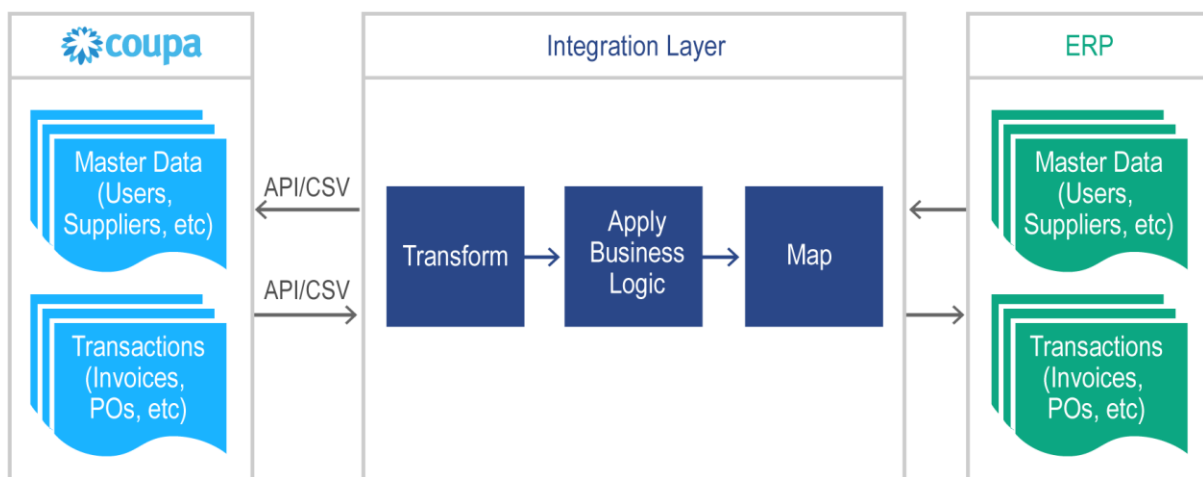 coupa
Integration Layer
ERP
Master Data
(Users,
Suppliers, etc)
API/CSV
API/CSV
Transactions
(Invoices,
POs, etc)
Transform
Apply
Business
Logic
Map
Master Data
(Users,
Suppliers, etc)
Transactions
(Invoices,
POs, etc)